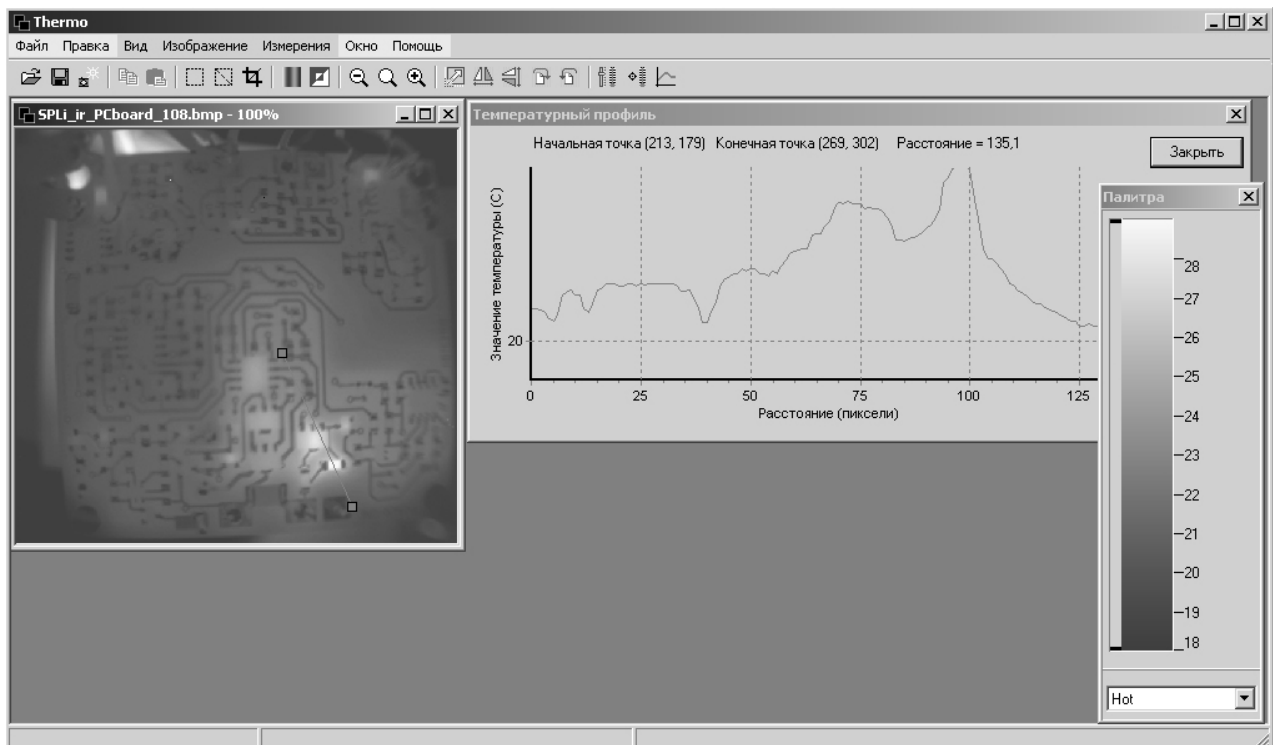 Thermo
Файл Правка Вид Изображение Измерения Окно Помощь
SPLi_ir_PCboard_108.bmp - 100%
Температурный профиль
Начальная точка (213, 179) Конечная точка (269, 302) Расстояние = 135,1
Закрыть
Значение температуры (C)
20
0 25 50 75 100 125
Расстояние (пиксели)
Палитра
28
27
26
25
24
23
22
21
20
19
18
Hot